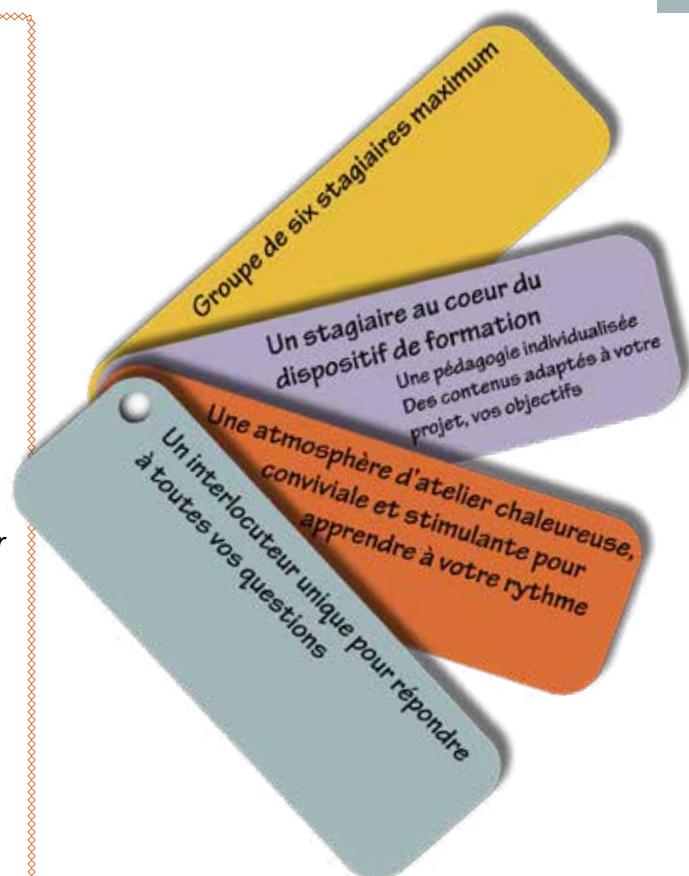 Groupe de six stagiaires maximum
Un stagiaire au coeur du
dispositif de formation
Une pédagogie individualisée
Des contenus adaptés à votre
projet, vos objectifs
Une atmosphère d'atelier chaleureuse,
conviviale et stimulante pour
apprendre à votre rythme
Un interlocuteur unique pour répondre
à toutes vos questions